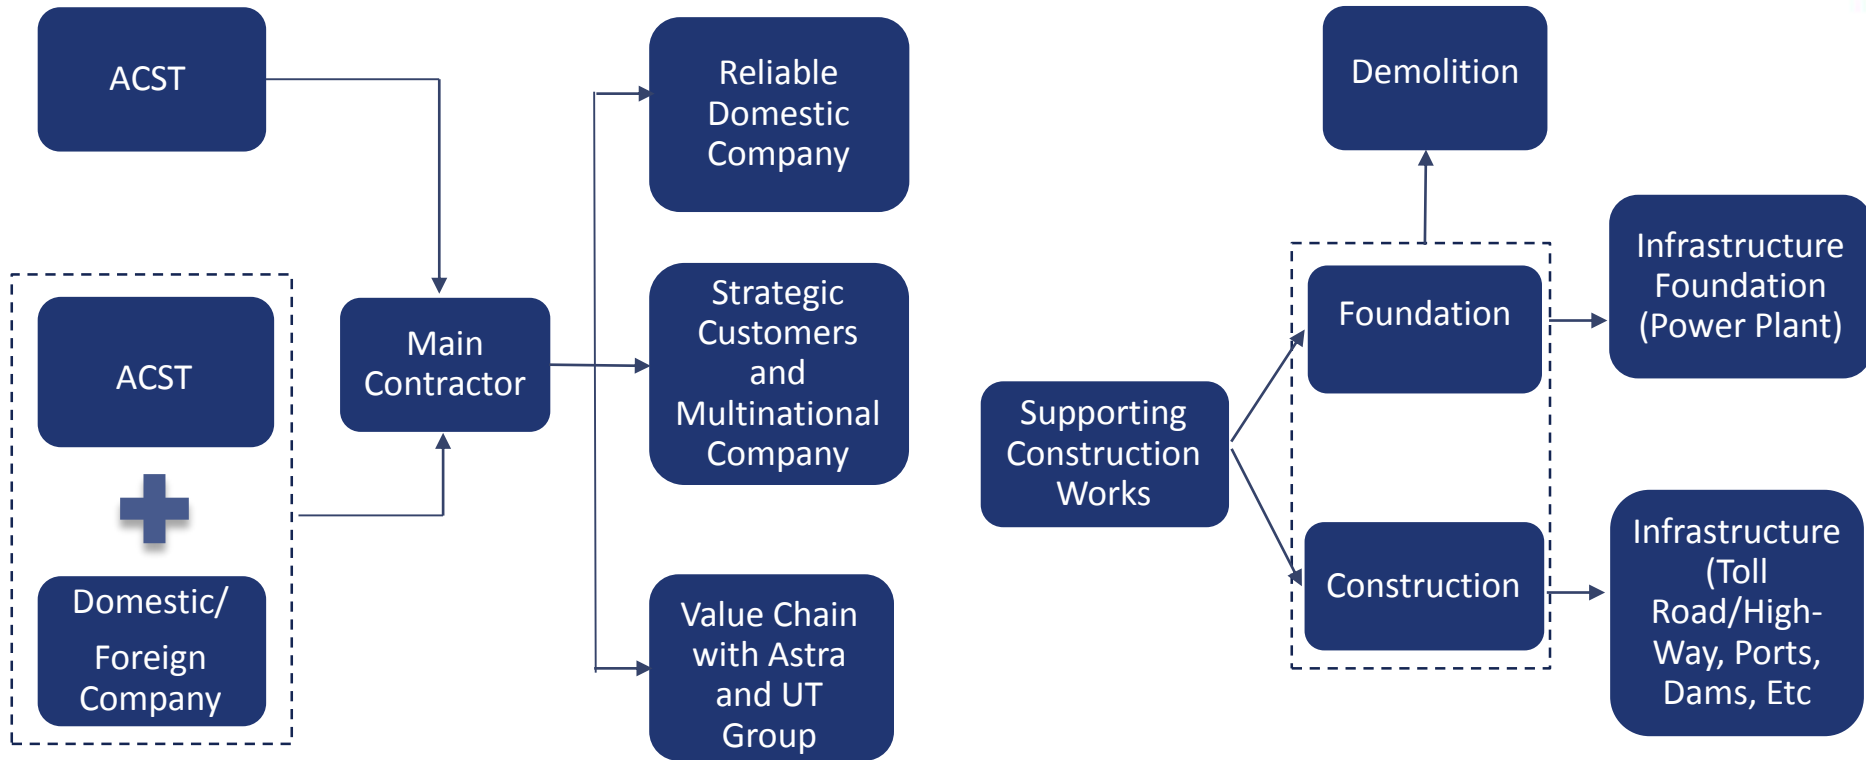 ACST
ACST
Domestic/
Foreign
Company
Main
Contractor
Reliable
Domestic
Company
Strategic
Customers
and
Multinational
Company
Value Chain
with Astra
and UT
Group
Supporting
Construction
Works
Demolition
Foundation
Construction
Infrastructure
Foundation
(Power Plant)
Infrastructure
(Toll
Road/High-
Way, Ports,
Dams, Etc